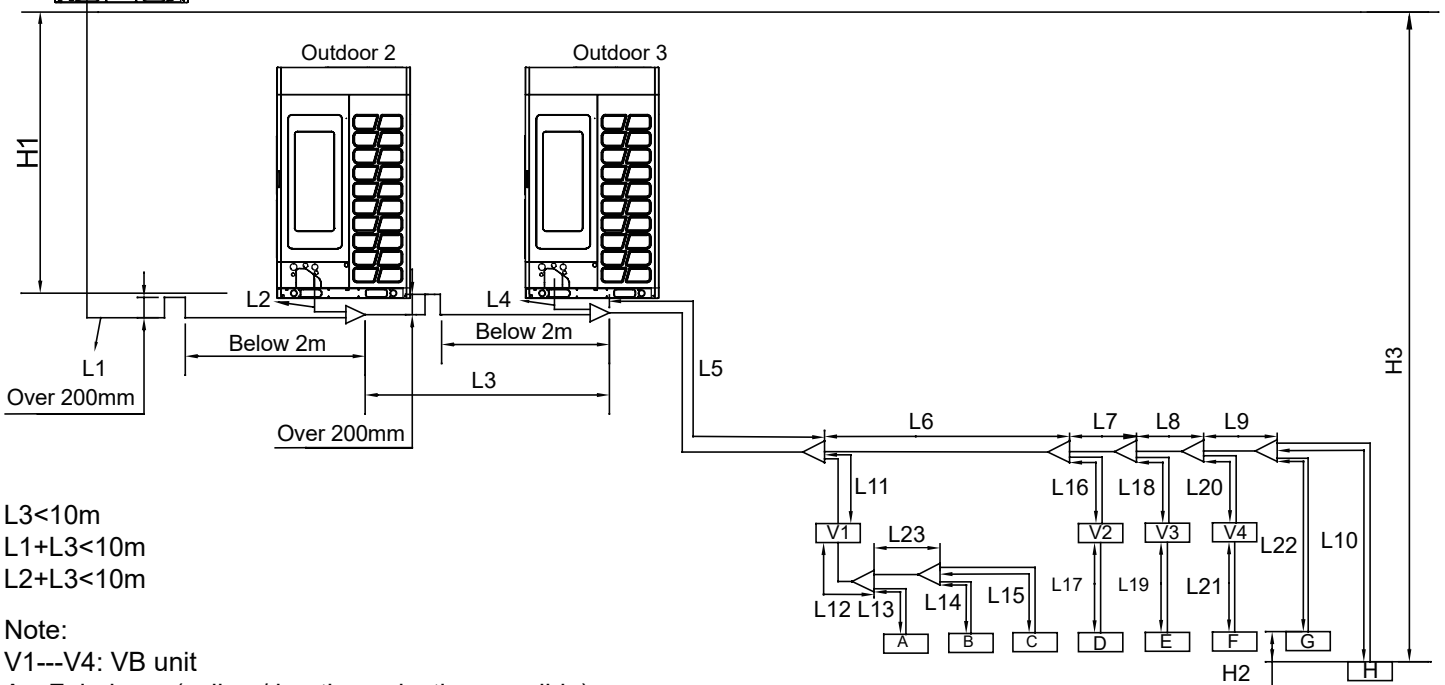 Outdoor 2
Outdoor 3
H1
H3
L2
L4
Below 2m
Below 2m
L1
Over 200mm
L3
Over 200mm
L5
L6
L7
L8
L9
L11
L16
L18
L20
L22
L10
V1
V2
V3
V4
L23
L12
L13
L14
L15
L17
L19
L21
A
B
C
D
E
F
G
H
H2
L3<10m
L1+L3<10m
L2+L3<10m
Note:
V1---V4: VB unit